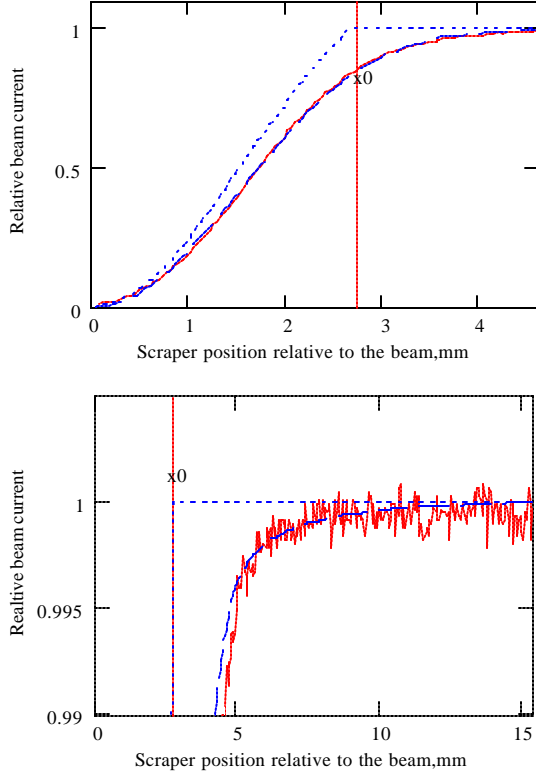 1
x0
Relative beam current
0.5
0
0 1 2 3 4
Scraper position relative to the beam,mm
x0
1
Realtive beam current
0.995
0.99
0 5 10 15
Scraper position relative to the beam,mm